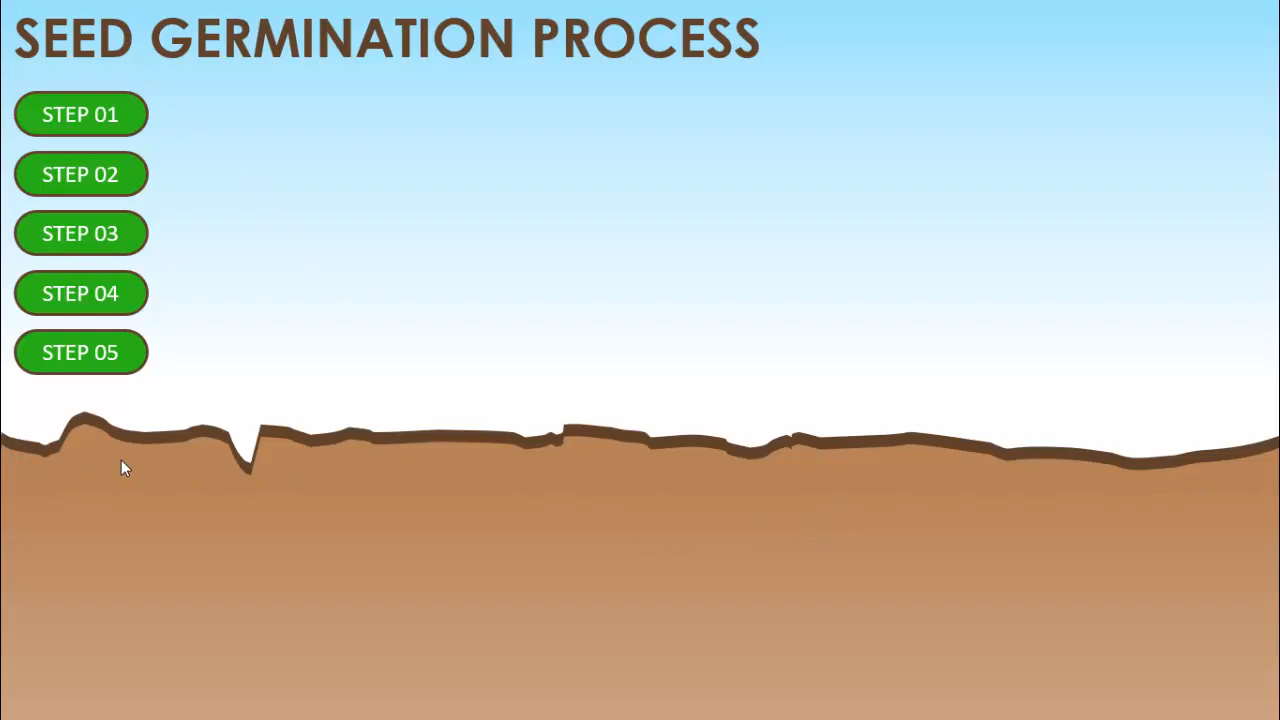 SEED GERMINATION PROCESS
STEP 01
STEP 02
STEP 03
STEP 04
STEP 05